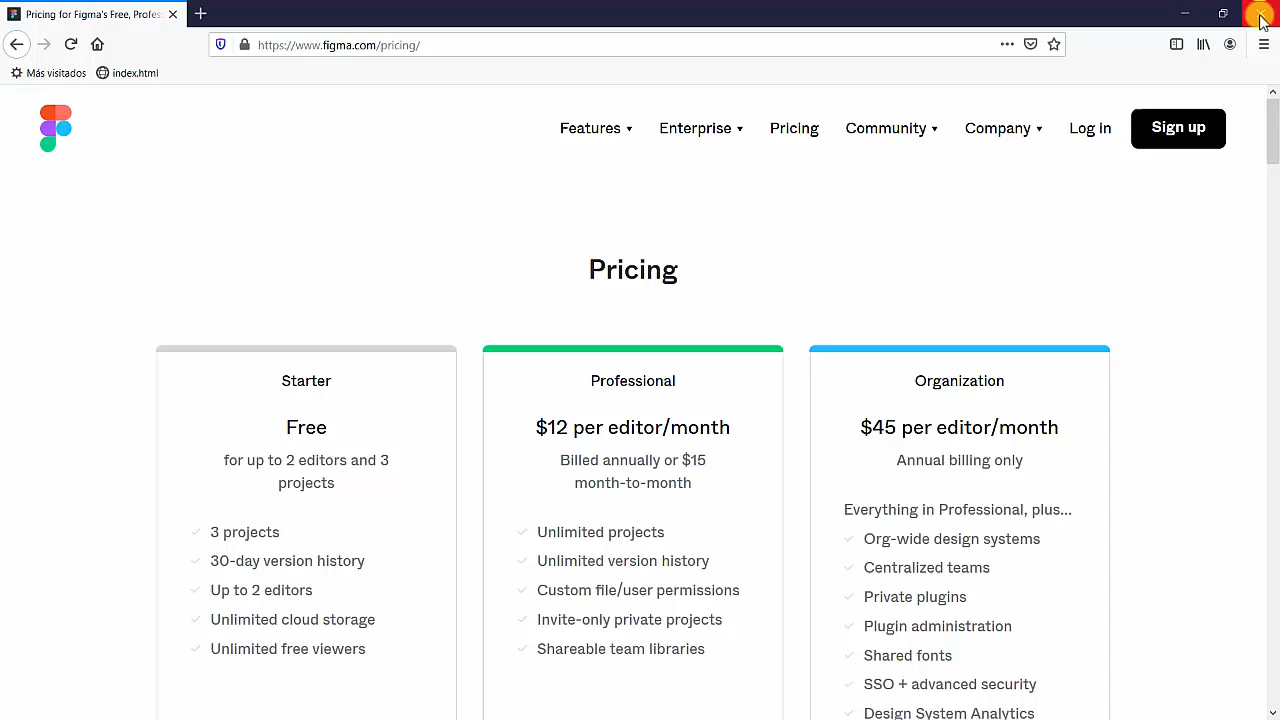 Pricing for Figma's Free, Profes
https://www.figma.com/pricing/
Más visitados
index.html
Features
Enterprise
Pricing
Community
Company
Log in
Sign up
Pricing
Starter
Free
for up to 2 editors and 3
projects
3 projects
30-day version history
Up to 2 editors
Unlimited cloud storage
Unlimited free viewers
Professional
$12 per editor/month
Billed annually or $15
month-to-month
Unlimited projects
Unlimited version history
Custom file/user permissions
Invite-only private projects
Shareable team libraries
Organization
$45 per editor/month
Annual billing only
Everything in Professional, plus...
Org-wide design systems
Centralized teams
Private plugins
Plugin administration
Shared fonts
SSO + advanced security
Design System Analytics